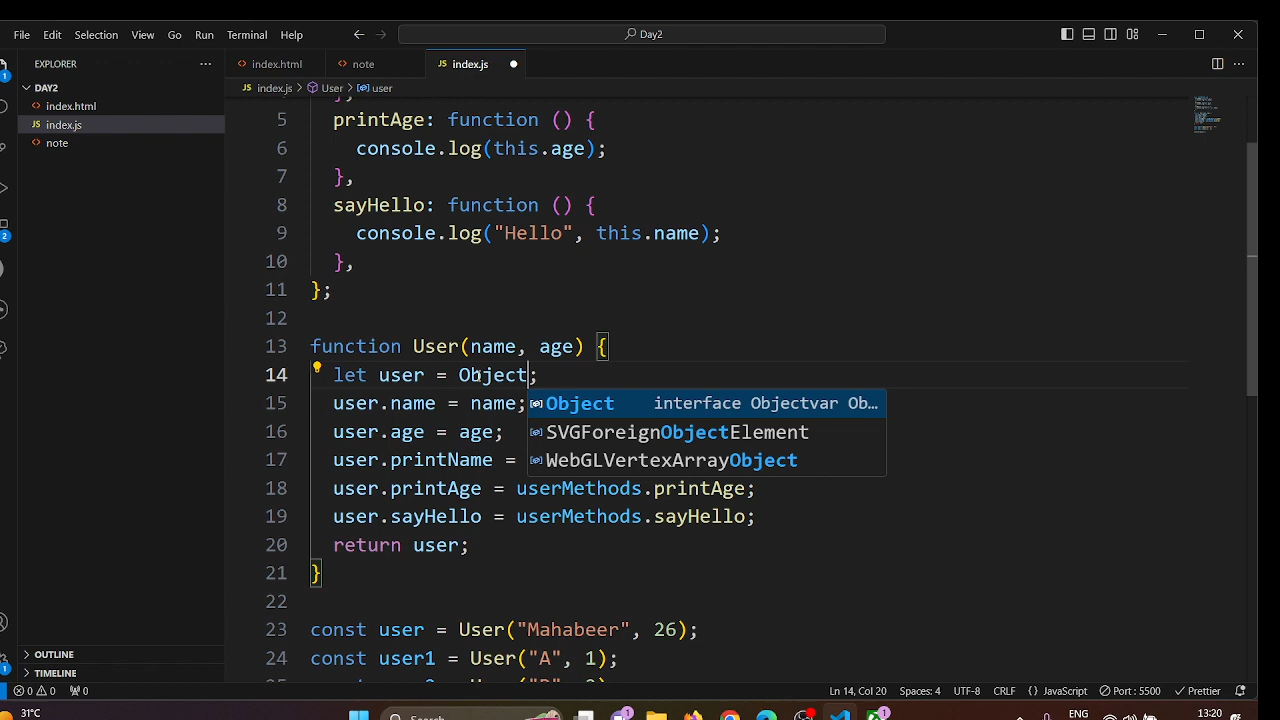 File Edit Selection View Go Run Terminal Help Day2
EXPLORER ... index.html note JS index.js
DAY2 JS index.js > User > user
index.html
JS index.js
note
5 printAge: function () {
6 console.log(this.age);
7 },
8 sayHello: function () {
9 console.log("Hello", this.name);
10 },
11 };
12
13 function User(name, age) {
14 let user = Object;
15 user.name = name;
Object interface Objectvar Ob...
16 user.age = age;
SVGForeignObjectElement
17 user.printName =
WebGLVertexArrayObject
18 user.printAge = userMethods.printAge;
19 user.sayHello = userMethods.sayHello;
20 return user;
21 }
22
23 const user = User("Mahabeer", 26);
24 const user1 = User("A", 1);
OUTLINE
TIMELINE
0 0 0 Ln 14, Col 20 Spaces: 4 UTF-8 CRLF {} JavaScript Port : 5500 Prettier
31°C Search ENG 13:20